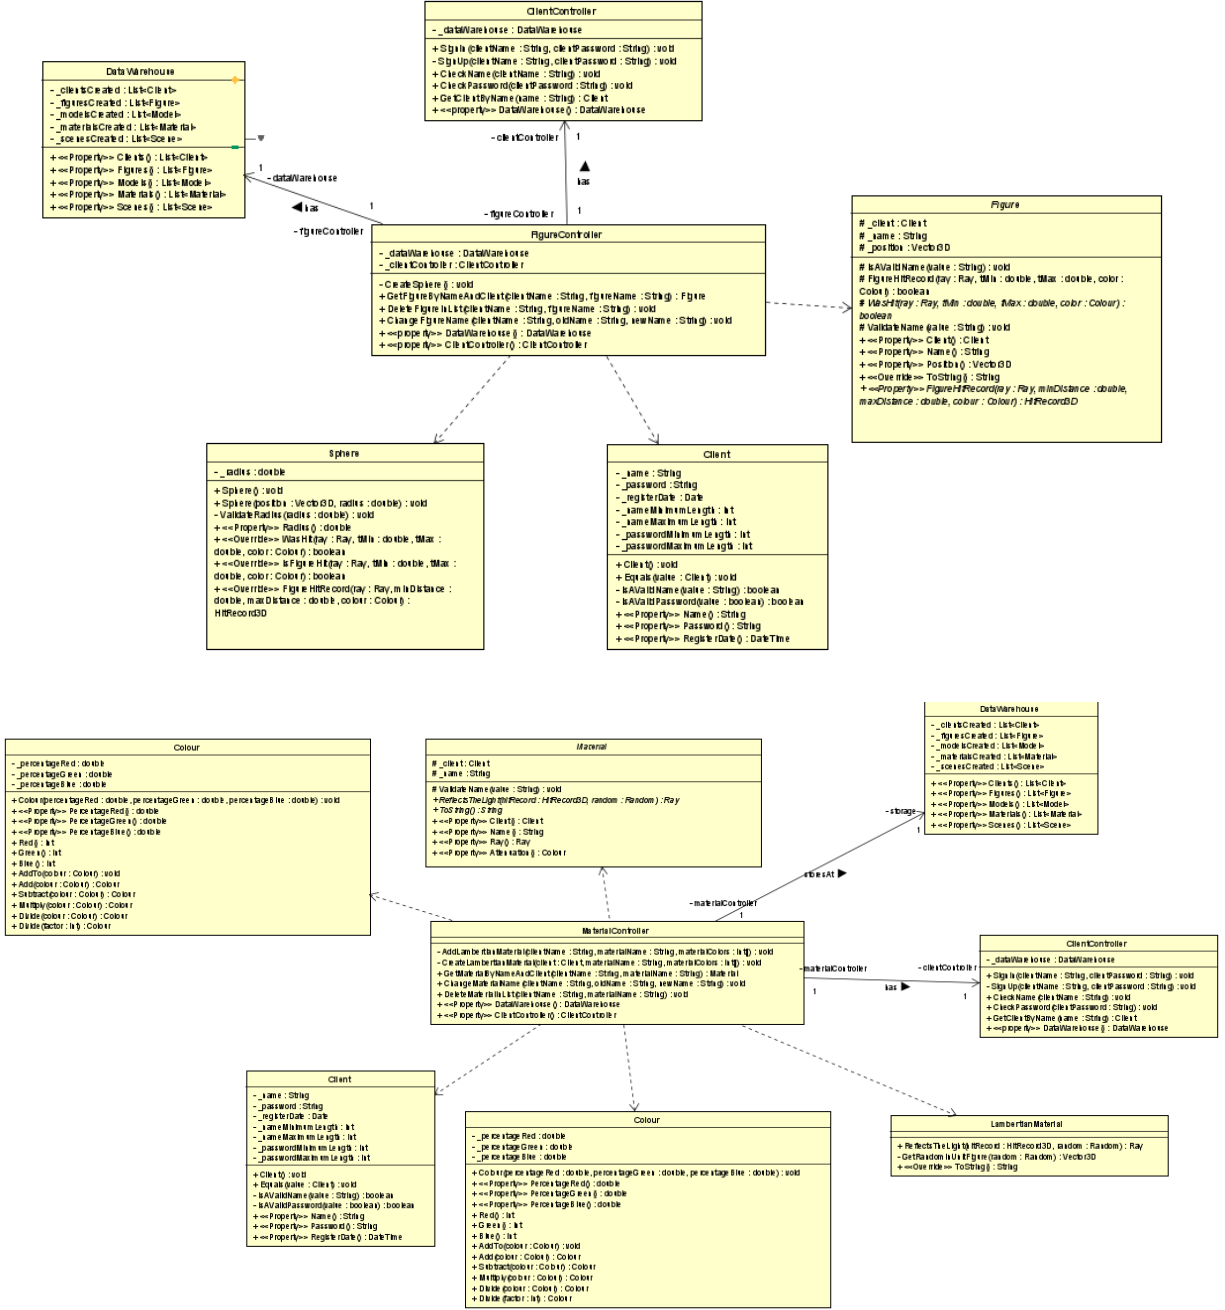 ClientController
- _dataWarehouse : DataWarehouse
+ SignIn (clientName : String, clientPassword : String) : void
- SignUp(clientName : String, clientPassword : String) : void
+ CheckName (clientName : String) : void
+ CheckPassword(clientPassword : String) : void
+ GetClientByName(name : String) : Client
+ <<property>> DataWarehouse() : DataWarehouse
DataWarehouse
- _clientsCreated : List<Client>
- _figuresCreated : List<Figure>
- _modelsCreated : List<Model>
- _materialsCreated : List<Material>
- _scenesCreated : List<Scene>
+ <<Property>> Clients() : List<Client>
+ <<Property>> Figures() : List<Figure>
+ <<Property>> Models() : List<Model>
+ <<Property>> Materials() : List<Material>
+ <<Property>> Scenes() : List<Scene>
- clientController
1
has
- figureController
1
1
- dataWarehouse
has
1
- figureController
FigureController
- _dataWarehouse : DataWarehouse
- _clientController : ClientController
- CreateSphere() : void
+ GetFigureByNameAndClient(clientName : String, figureName : String) : Figure
+ DeleteFigureInList(clientName : String, figureName : String) : void
+ ChangeFigureName(clientName : String, oldName : String, newName : String) : void
+ <<property>> DataWarehouse() : DataWarehouse
+ <<property>> ClientController() : ClientController
Figure
# _client : Client
# _name : String
# _position : Vector3D
# IsAValidName(value : String) : void
# FigureHitRecord(ray : Ray, tMin : double, tMax : double, color :
Colour) : boolean
# WasHit(ray : Ray, tMin : double, tMax : double, color : Colour) :
boolean
# ValidateName(value : String) : void
+ <<Property>> Client() : Client
+ <<Property>> Name() : String
+ <<Property>> Position() : Vector3D
+ <<Override>> ToString() : String
+ <<Property>> FigureHitRecord(ray : Ray, minDistance : double,
maxDistance : double, colour : Colour) : HitRecord3D
Sphere
- _radius : double
+ Sphere() : void
+ Sphere(position : Vector3D, radius : double) : void
- ValidateRadius(radius : double) : void
+ <<Property>> Radius() : double
+ <<Override>> WasHit(ray : Ray, tMin : double, tMax :
double, color : Colour) : boolean
+ <<Override>> IsFigureHit(ray : Ray, tMin : double, tMax :
double, color : Colour) : boolean
+ <<Override>> FigureHitRecord(ray : Ray, minDistance :
double, maxDistance : double, colour : Colour) :
HitRecord3D
Client
- _name : String
- _password : String
- _registerDate : Date
- _nameMinimumLength : int
- _nameMaximumLength : int
- _passwordMinimumLength : int
- _passwordMaximumLength : int
+ Client() : void
+ Equals(value : Client) : void
- IsAValidName(value : String) : boolean
- IsAValidPassword(value : boolean) : boolean
+ <<Property>> Name() : String
+ <<Property>> Password() : String
+ <<Property>> RegisterDate() : DateTime
Colour
- _percentageRed : double
- _percentageGreen : double
- _percentageBlue : double
+ Colour(percentageRed : double, percentageGreen : double, percentageBlue : double) : void
+ <<Property>> PercentageRed() : double
+ <<Property>> PercentageGreen() : double
+ <<Property>> PercentageBlue() : double
+ Red() : int
+ Green() : int
+ Blue() : int
+ AddTo(colour : Colour) : void
+ Add(colour : Colour) : Colour
+ Subtract(colour : Colour) : Colour
+ Multiply(colour : Colour) : Colour
+ Divide(colour : Colour) : Colour
+ Divide(factor : int) : Colour
Material
# _client : Client
# _name : String
# ValidateName(value : String) : void
+ ReflectsTheLight(hitRecord : HitRecord3D, random : Random) : Ray
+ ToString() : String
+ <<Property>> Client() : Client
+ <<Property>> Name() : String
+ <<Property>> Ray() : Ray
+ <<Property>> Attenuation() : Colour
DataWarehouse
- _clientsCreated : List<Client>
- _figuresCreated : List<Figure>
- _modelsCreated : List<Model>
- _materialsCreated : List<Material>
- _scenesCreated : List<Scene>
+ <<Property>> Clients() : List<Client>
+ <<Property>> Figures() : List<Figure>
+ <<Property>> Models() : List<Model>
+ <<Property>> Materials() : List<Material>
+ <<Property>> Scenes() : List<Scene>
- storage
1
storesAt
- materialController
1
MaterialController
- AddLambertianMaterial(clientName : String, materialName : String, materialColors : int[]) : void
- CreateLambertianMaterial(client : Client, materialName : String, materialColors : int[]) : void
+ GetMaterialByNameAndClient(clientName : String, materialName : String) : Material
+ ChangeMaterialName(clientName : String, oldName : String, newName : String) : void
+ DeleteMaterialInList(clientName : String, materialName : String) : void
+ <<Property>> DataWarehouse() : DataWarehouse
+ <<Property>> ClientController() : ClientController
- materialController
1
has
- clientController
1
ClientController
- _dataWarehouse : DataWarehouse
+ SignIn(clientName : String, clientPassword : String) : void
- SignUp(clientName : String, clientPassword : String) : void
+ CheckName(clientName : String) : void
+ CheckPassword(clientPassword : String) : void
+ GetClientByName(name : String) : Client
+ <<property>> DataWarehouse() : DataWarehouse
Client
- _name : String
- _password : String
- _registerDate : Date
- _nameMinimumLength : int
- _nameMaximumLength : int
- _passwordMinimumLength : int
- _passwordMaximumLength : int
+ Client() : void
+ Equals(value : Client) : void
- IsAValidName(value : String) : boolean
- IsAValidPassword(value : boolean) : boolean
+ <<Property>> Name() : String
+ <<Property>> Password() : String
+ <<Property>> RegisterDate() : DateTime
Colour
- _percentageRed : double
- _percentageGreen : double
- _percentageBlue : double
+ Colour(percentageRed : double, percentageGreen : double, percentageBlue : double) : void
+ <<Property>> PercentageRed() : double
+ <<Property>> PercentageGreen() : double
+ <<Property>> PercentageBlue() : double
+ Red() : int
+ Green() : int
+ Blue() : int
+ AddTo(colour : Colour) : void
+ Add(colour : Colour) : Colour
+ Subtract(colour : Colour) : Colour
+ Multiply(colour : Colour) : Colour
+ Divide(colour : Colour) : Colour
+ Divide(factor : int) : Colour
LambertianMaterial
+ ReflectsTheLight(hitRecord : HitRecord3D, random : Random) : Ray
- GetRandomInUnitFigure(random : Random) : Vector3D
+ <<Override>> ToString() : String